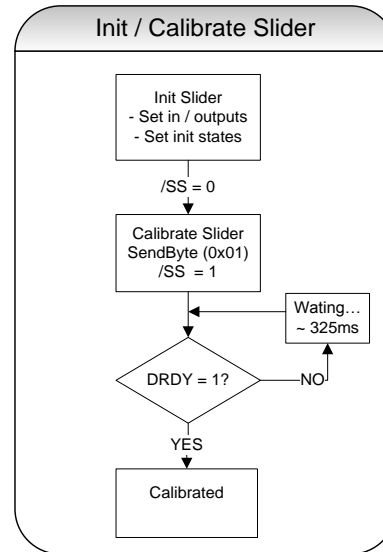 Init / Calibrate Slider
Init Slider
- Set in / outputs
- Set init states
/SS = 0
Calibrate Slider
SendByte (0x01)
/SS = 1
Wating…
~ 325ms
DRDY = 1?
NO
YES
Calibrated